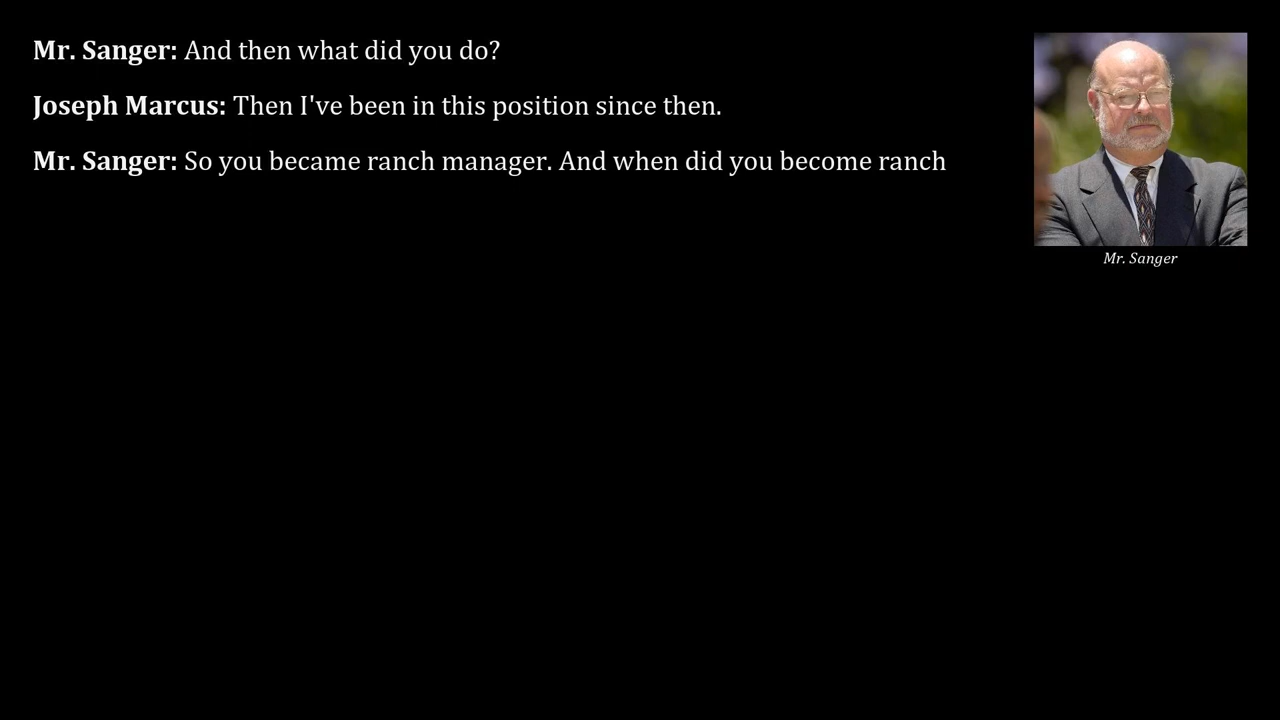 Mr. Sanger: And then what did you do?
Joseph Marcus: Then I've been in this position since then.
Mr. Sanger: So you became ranch manager. And when did you become ranch
Mr. Sanger